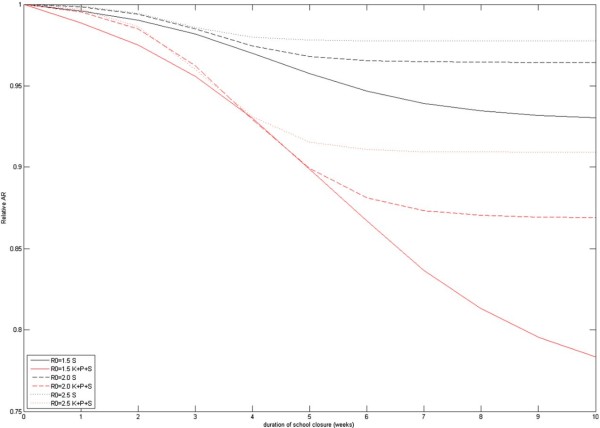 1
0.95
0.9
0.85
0.8
0.75
Relative AR
0 1 2 3 4 5 6 7 8 9 10
duration of school closure (weeks)
R0=1.5 S
R0=1.5 K+P+S
R0=2.0 S
R0=2.0 K+P+S
R0=2.5 S
R0=2.5 K+P+S